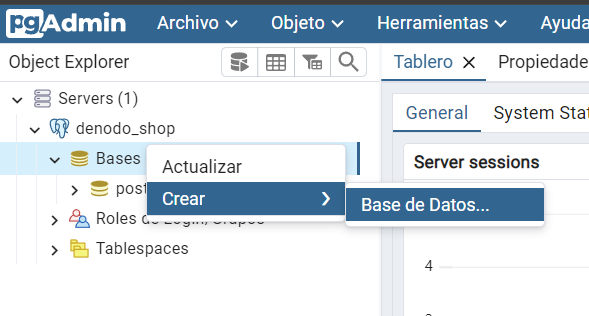 pgAdmin Archivo Objeto Herramientas Ayuda
Object Explorer
Tablero Propiedade
Servers (1)
General System Stat
denodo_shop
Bases
Actualizar
Server sessions
post
Crear
Base de Datos...
Roles de Login/Grupos
Tablespaces
4